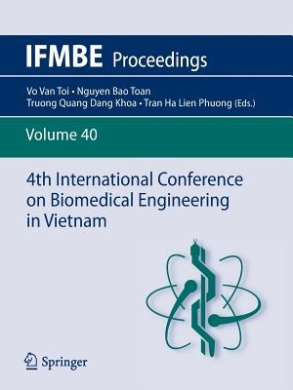 IFMBE Proceedings
Vo Van Toi · Nguyen Bao Toan
Truong Quang Dang Khoa · Tran Ha Lien Phuong (Eds.)
Volume 40
4th International Conference
on Biomedical Engineering
in Vietnam
Springer